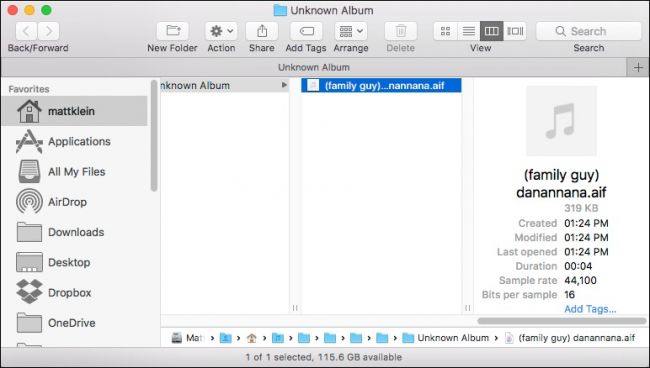 Unknown Album
Back/Forward
New Folder
Action
Share
Add Tags
Arrange
Delete
View
Search
Search
Unknown Album
Favorites
mattklein
Applications
All My Files
AirDrop
Downloads
Desktop
Dropbox
OneDrive
nknown Album
(family guy)...nannana.aif
(family guy)
danannana.aif
319 KB
Created 01:24 PM
Modified 01:24 PM
Last opened 01:24 PM
Duration 00:04
Sample rate 44,100
Bits per sample 16
Add Tags...
Matt
Unknown Album
(family guy) danannana.aif
1 of 1 selected, 115.6 GB available